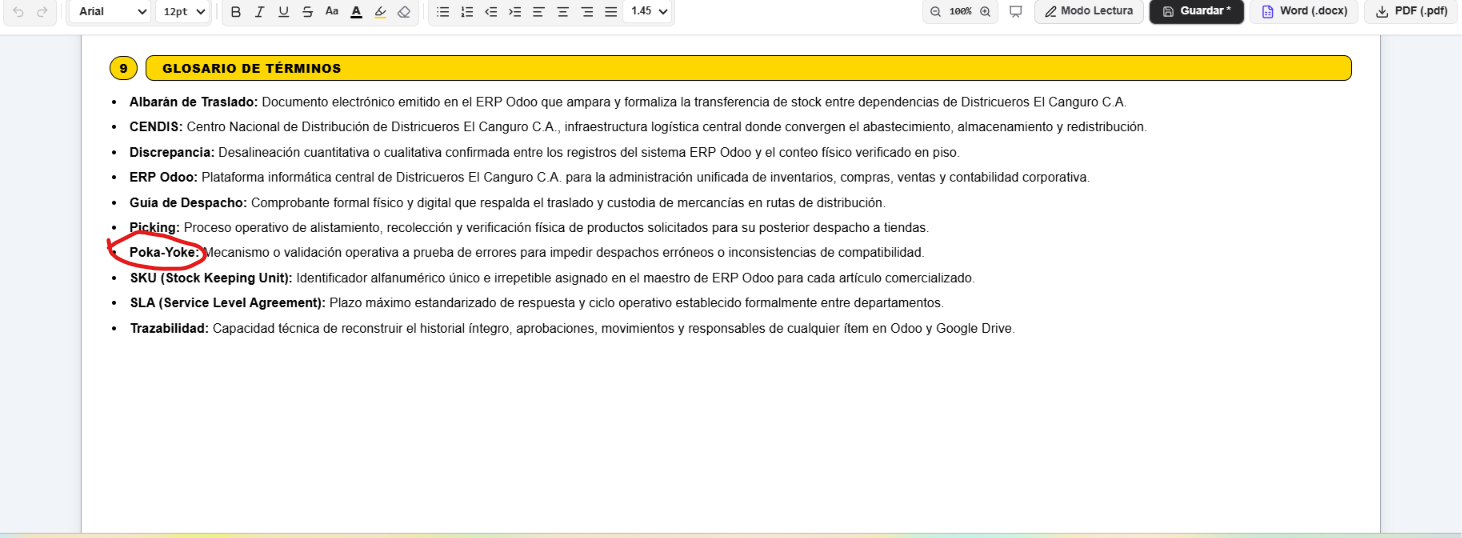 Arial 12pt B I U S Aa A 1.45 100% Modo Lectura Guardar * Word (.docx) PDF (.pdf)
9 GLOSARIO DE TÉRMINOS
• Albarán de Traslado: Documento electrónico emitido en el ERP Odoo que ampara y formaliza la transferencia de stock entre dependencias de Districueros El Canguro C.A.
• CENDIS: Centro Nacional de Distribución de Districueros El Canguro C.A., infraestructura logística central donde convergen el abastecimiento, almacenamiento y redistribución.
• Discrepancia: Desalineación cuantitativa o cualitativa confirmada entre los registros del sistema ERP Odoo y el conteo físico verificado en piso.
• ERP Odoo: Plataforma informática central de Districueros El Canguro C.A. para la administración unificada de inventarios, compras, ventas y contabilidad corporativa.
• Guía de Despacho: Comprobante formal físico y digital que respalda el traslado y custodia de mercancías en rutas de distribución.
• Picking: Proceso operativo de alistamiento, recolección y verificación física de productos solicitados para su posterior despacho a tiendas.
• Poka-Yoke: Mecanismo o validación operativa a prueba de errores para impedir despachos erróneos o inconsistencias de compatibilidad.
• SKU (Stock Keeping Unit): Identificador alfanumérico único e irrepetible asignado en el maestro de ERP Odoo para cada artículo comercializado.
• SLA (Service Level Agreement): Plazo máximo estandarizado de respuesta y ciclo operativo establecido formalmente entre departamentos.
• Trazabilidad: Capacidad técnica de reconstruir el historial íntegro, aprobaciones, movimientos y responsables de cualquier ítem en Odoo y Google Drive.